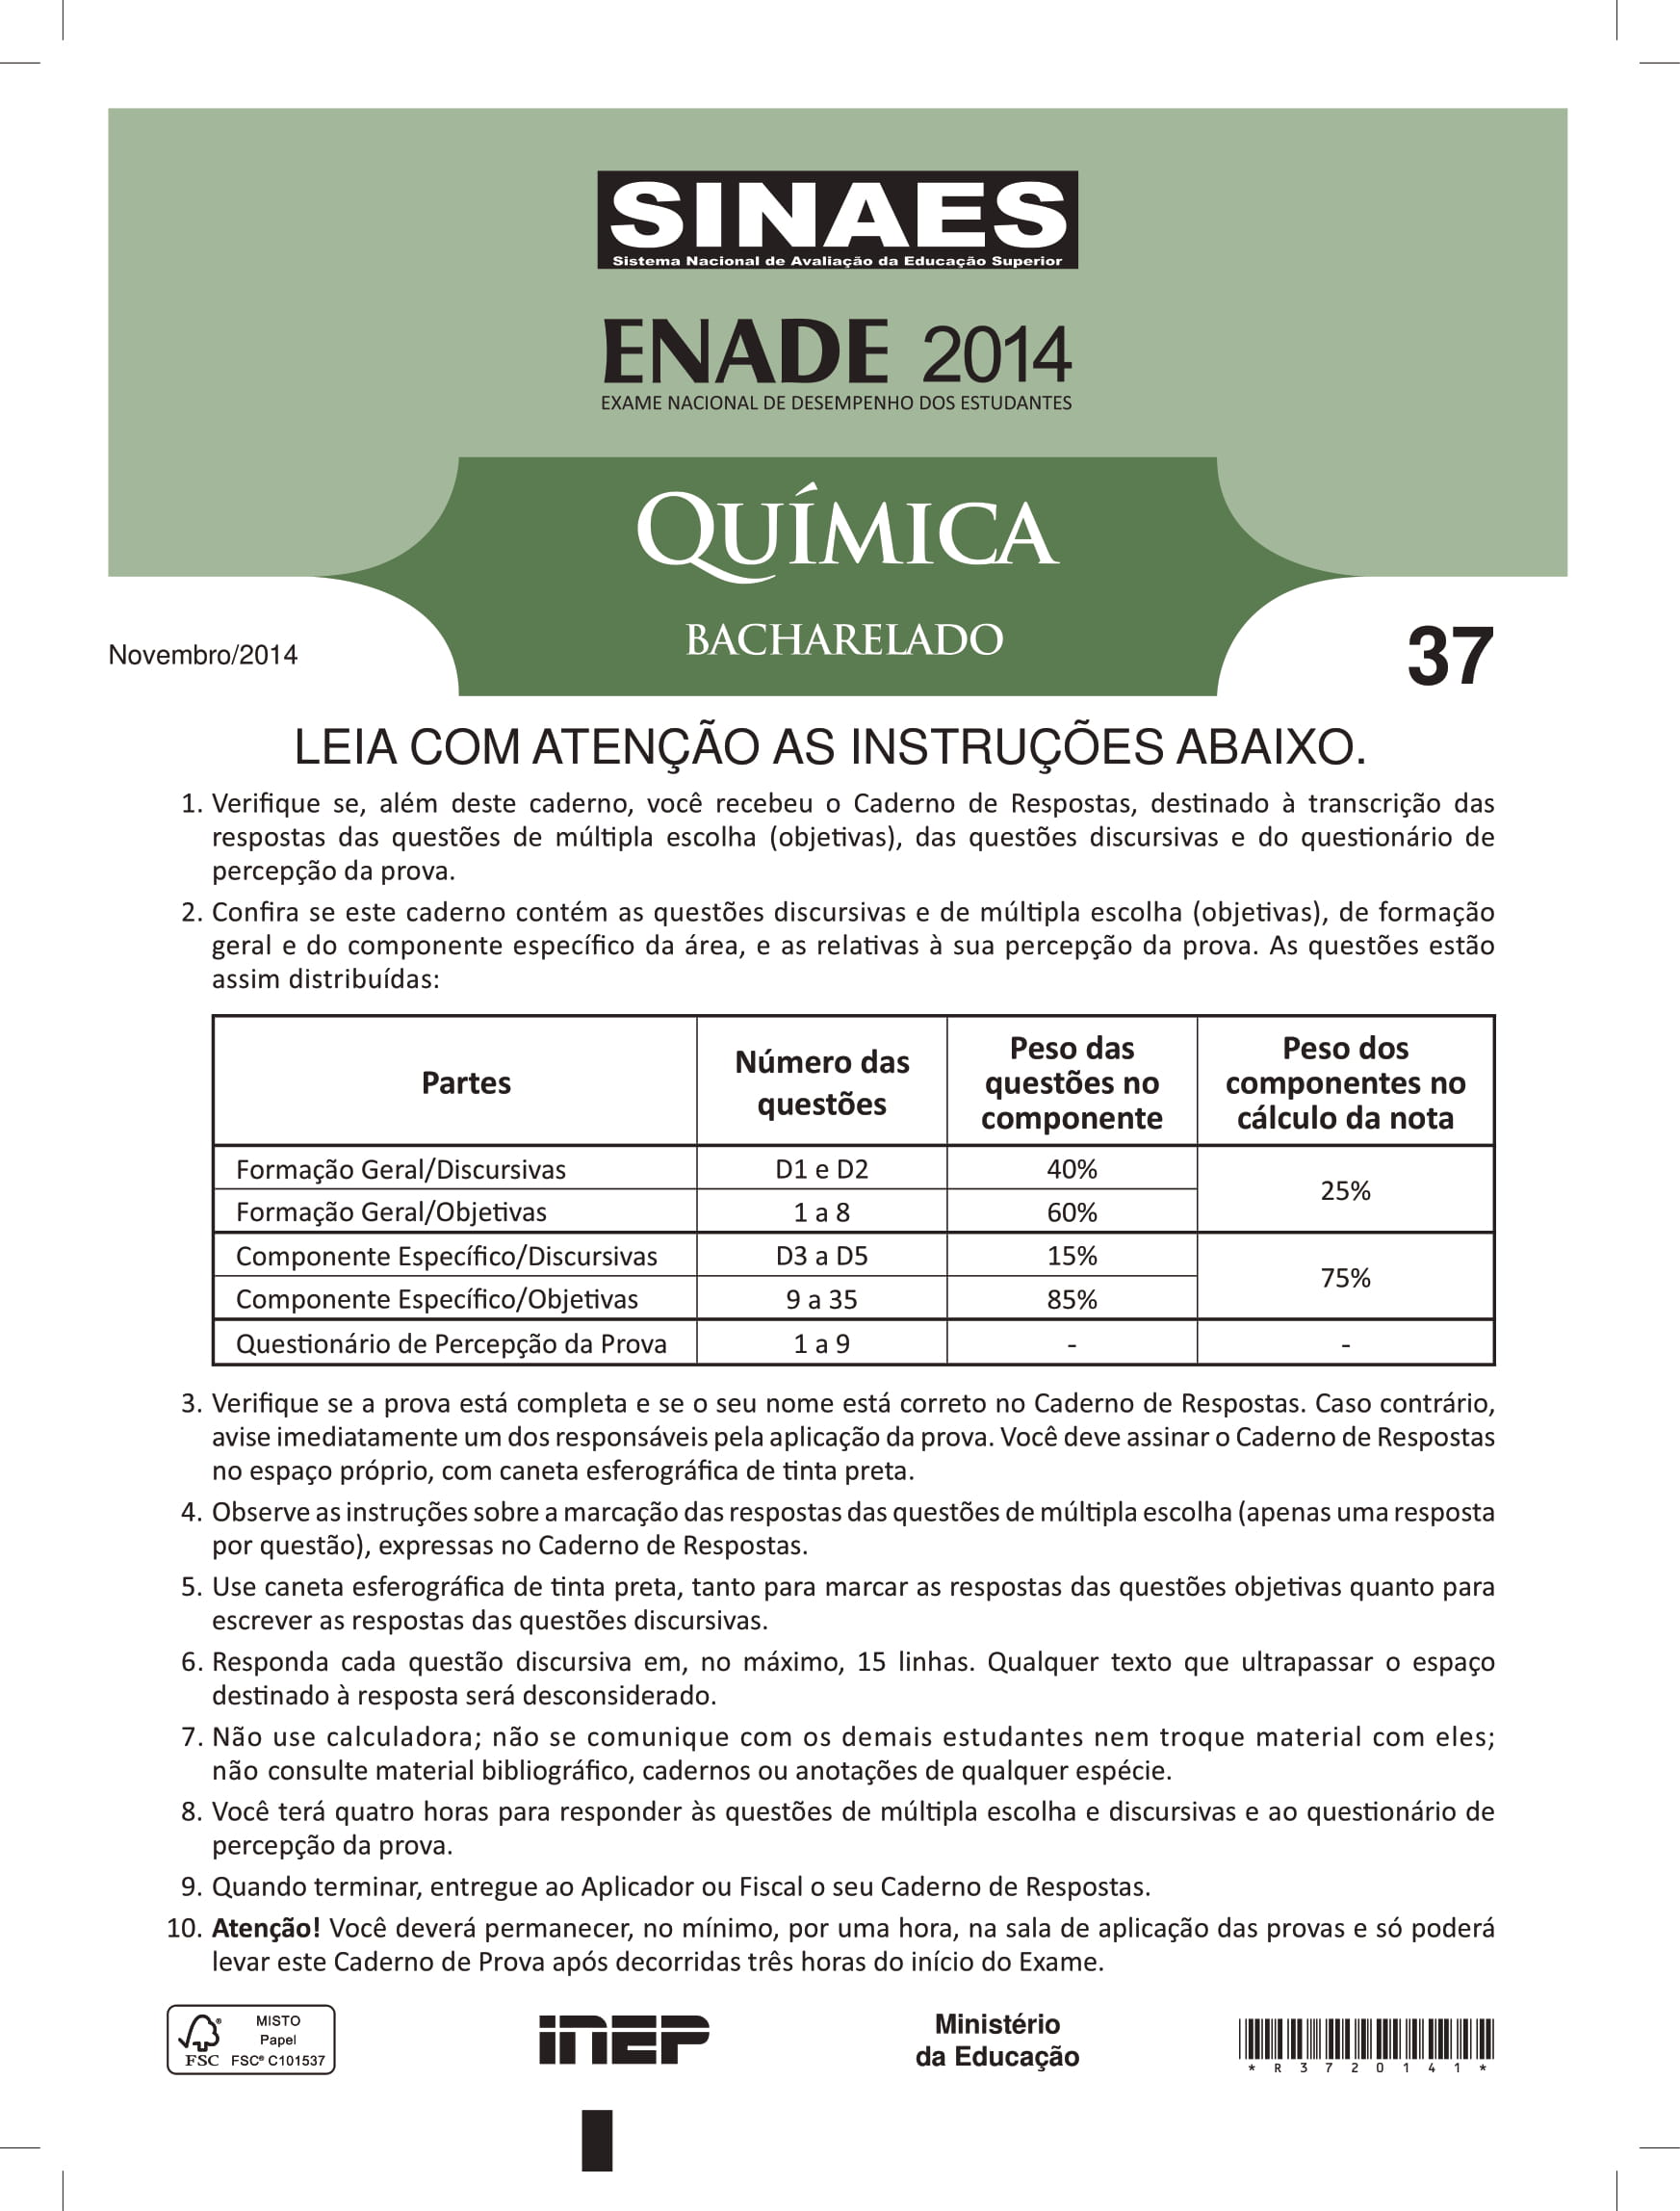 SINAES
Sistema Nacional de Avaliação da Educação Superior
ENADE 2014
EXAME NACIONAL DE DESEMPENHO DOS ESTUDANTES
QUÍMICA
BACHARELADO
Novembro/2014
37
LEIA COM ATENÇÃO AS INSTRUÇÕES ABAIXO.
1. Verifique se, além deste caderno, você recebeu o Caderno de Respostas, destinado à transcrição das
respostas das questões de múltipla escolha (objetivas), das questões discursivas e do questionário de
percepção da prova.
2. Confira se este caderno contém as questões discursivas e de múltipla escolha (objetivas), de formação
geral e do componente específico da área, e as relativas à sua percepção da prova. As questões estão
assim distribuídas:
Partes
Número das
questões
Peso das
questões no
componente
Peso dos
componentes no
cálculo da nota
Formação Geral/Discursivas D1 e D2 40%
25%
Formação Geral/Objetivas 1 a 8 60%
Componente Específico/Discursivas D3 a D5 15%
75%
Componente Específico/Objetivas 9 a 35 85%
Questionário de Percepção da Prova 1 a 9 - -
3. Verifique se a prova está completa e se o seu nome está correto no Caderno de Respostas. Caso contrário,
avise imediatamente um dos responsáveis pela aplicação da prova. Você deve assinar o Caderno de Respostas
no espaço próprio, com caneta esferográfica de tinta preta.
4. Observe as instruções sobre a marcação das respostas das questões de múltipla escolha (apenas uma resposta
por questão), expressas no Caderno de Respostas.
5. Use caneta esferográfica de tinta preta, tanto para marcar as respostas das questões objetivas quanto para
escrever as respostas das questões discursivas.
6. Responda cada questão discursiva em, no máximo, 15 linhas. Qualquer texto que ultrapassar o espaço
destinado à resposta será desconsiderado.
7. Não use calculadora; não se comunique com os demais estudantes nem troque material com eles;
não consulte material bibliográfico, cadernos ou anotações de qualquer espécie.
8. Você terá quatro horas para responder às questões de múltipla escolha e discursivas e ao questionário de
percepção da prova.
9. Quando terminar, entregue ao Aplicador ou Fiscal o seu Caderno de Respostas.
10. Atenção! Você deverá permanecer, no mínimo, por uma hora, na sala de aplicação das provas e só poderá
levar este Caderno de Prova após decorridas três horas do início do Exame.
MISTO
Papel
FSC FSC® C101537
inep
Ministério
da Educação
* R 3 7 2 0 1 4 1 *